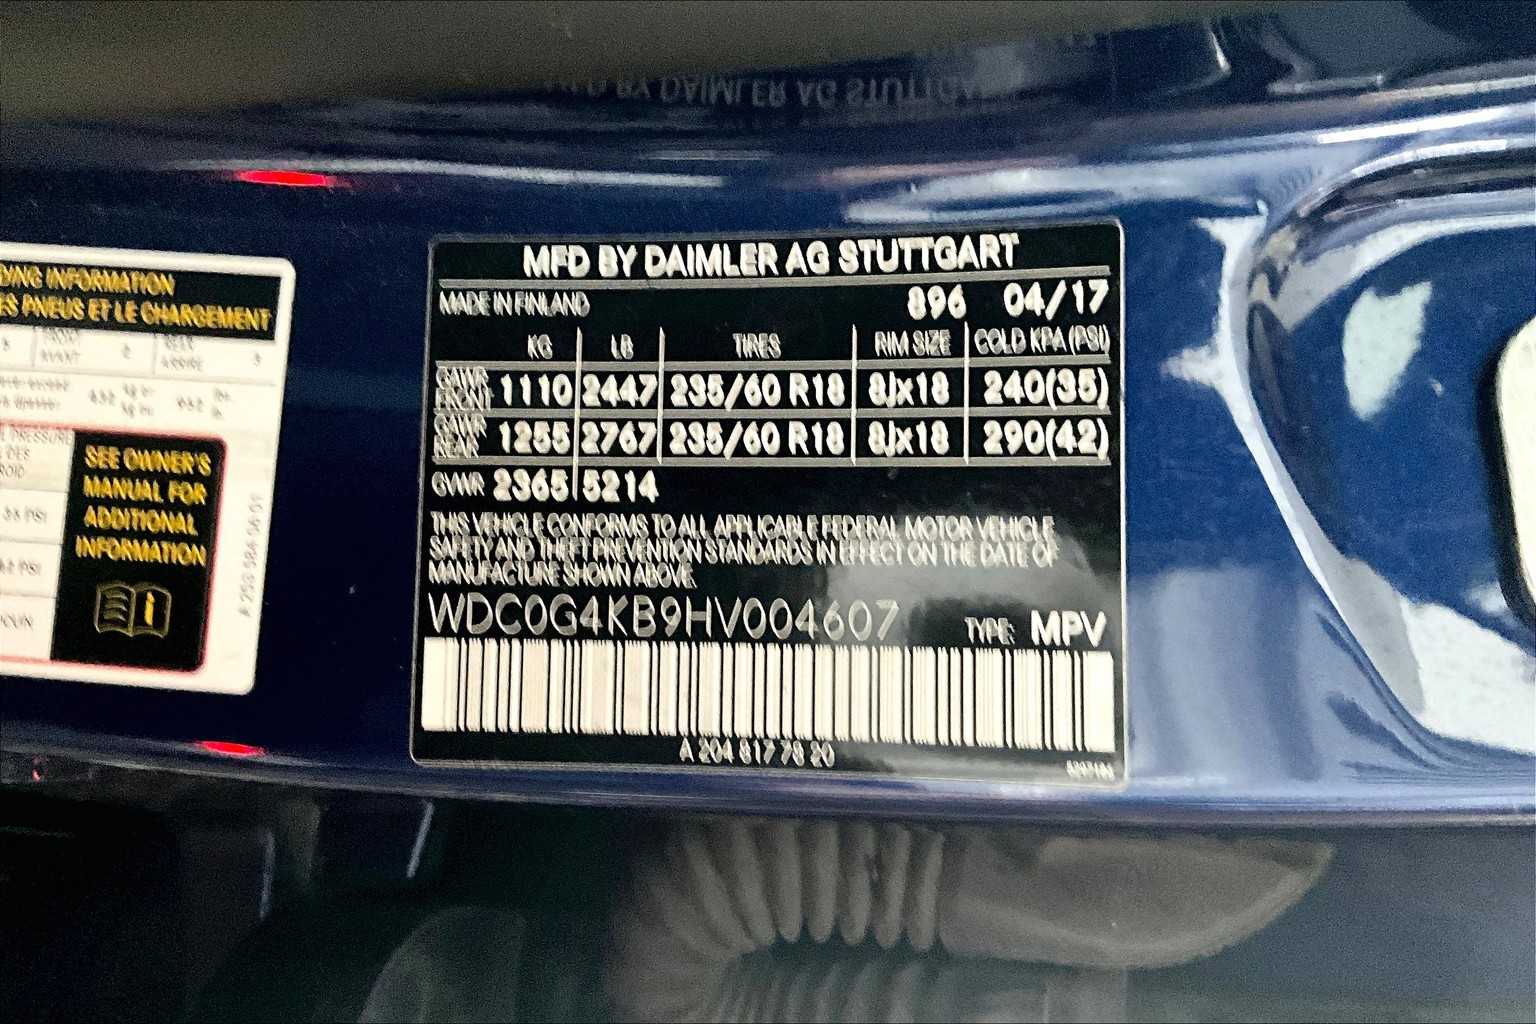 MFD BY DAIMLER AG STUTTGART
MADE IN FINLAND 896 04/17
KG LB TIRES RIM SIZE COLD KPA (PSI)
GAWR FRONT 1110 2447 235/60 R18 8Jx18 240(35)
GAWR REAR 1255 2767 235/60 R18 8Jx18 290(42)
GVWR 2365 5214
THIS VEHICLE CONFORMS TO ALL APPLICABLE FEDERAL MOTOR VEHICLE
SAFETY AND THEFT PREVENTION STANDARDS IN EFFECT ON THE DATE OF
MANUFACTURE SHOWN ABOVE.
WDC0G4KB9HV004607 TYPE: MPV
A 204 817 78 20
DING INFORMATION
ES PNEUS ET LE CHARGEMENT
SEE OWNER'S
MANUAL FOR
ADDITIONAL
INFORMATION